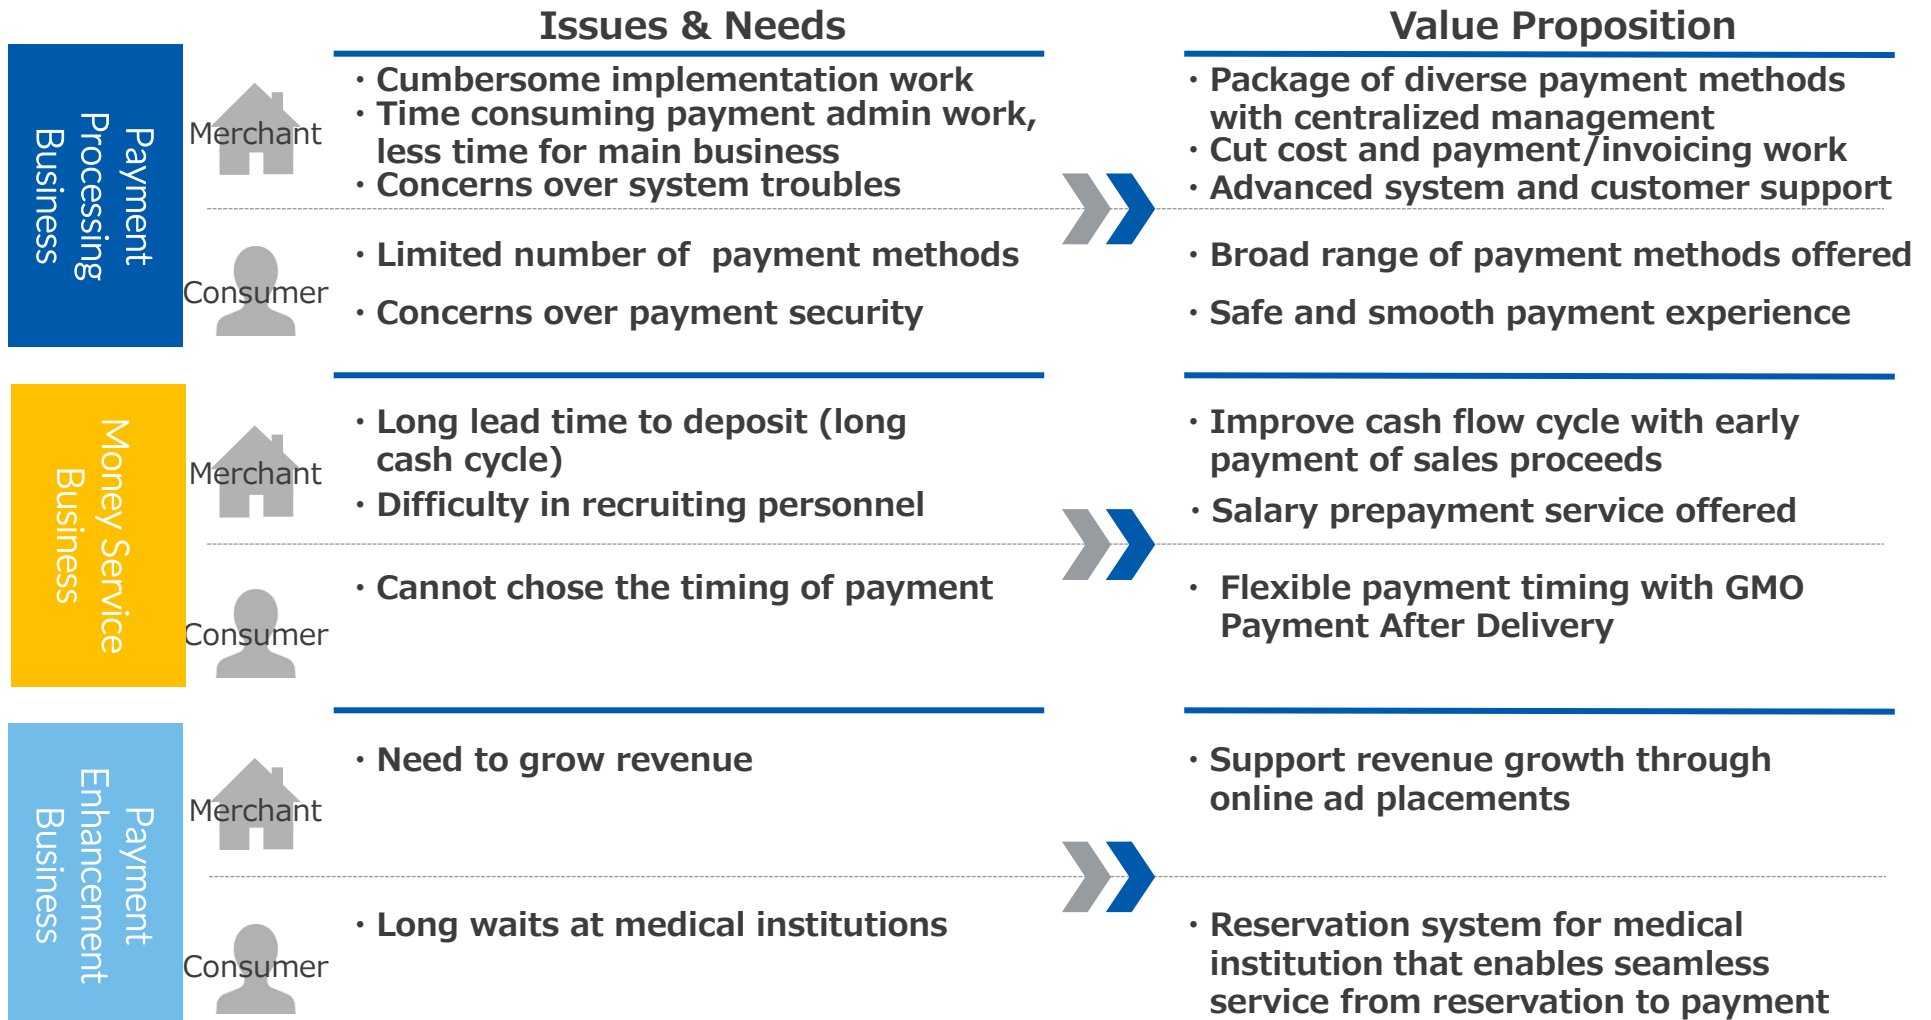 Issues & Needs
Value Proposition
Payment
Processing
Business
Merchant
・Cumbersome implementation work
・Time consuming payment admin work,
less time for main business
・Concerns over system troubles
・Package of diverse payment methods
with centralized management
・Cut cost and payment/invoicing work
・Advanced system and customer support
Consumer
・Limited number of  payment methods
・Concerns over payment security
・Broad range of payment methods offered
・Safe and smooth payment experience
Money Service
Business
Merchant
・Long lead time to deposit (long
cash cycle)
・Difficulty in recruiting personnel
・Improve cash flow cycle with early
payment of sales proceeds
・Salary prepayment service offered
Consumer
・Cannot chose the timing of payment
・ Flexible payment timing with GMO
Payment After Delivery
Payment
Enhancement
Business
Merchant
・Need to grow revenue
・Support revenue growth through
online ad placements
Consumer
・Long waits at medical institutions
・Reservation system for medical
institution that enables seamless
service from reservation to payment